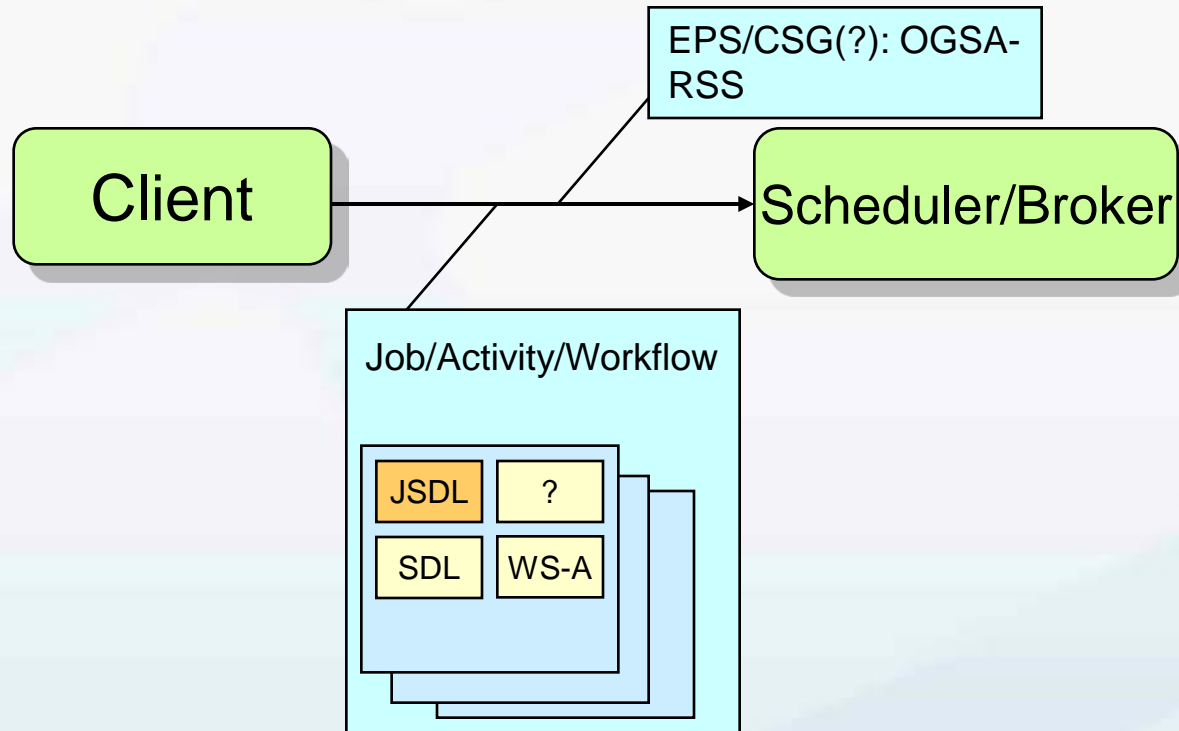 EPS/CSG(?): OGSA-
RSS
Client
Scheduler/Broker
Job/Activity/Workflow
JSDL
?
SDL
WS-A